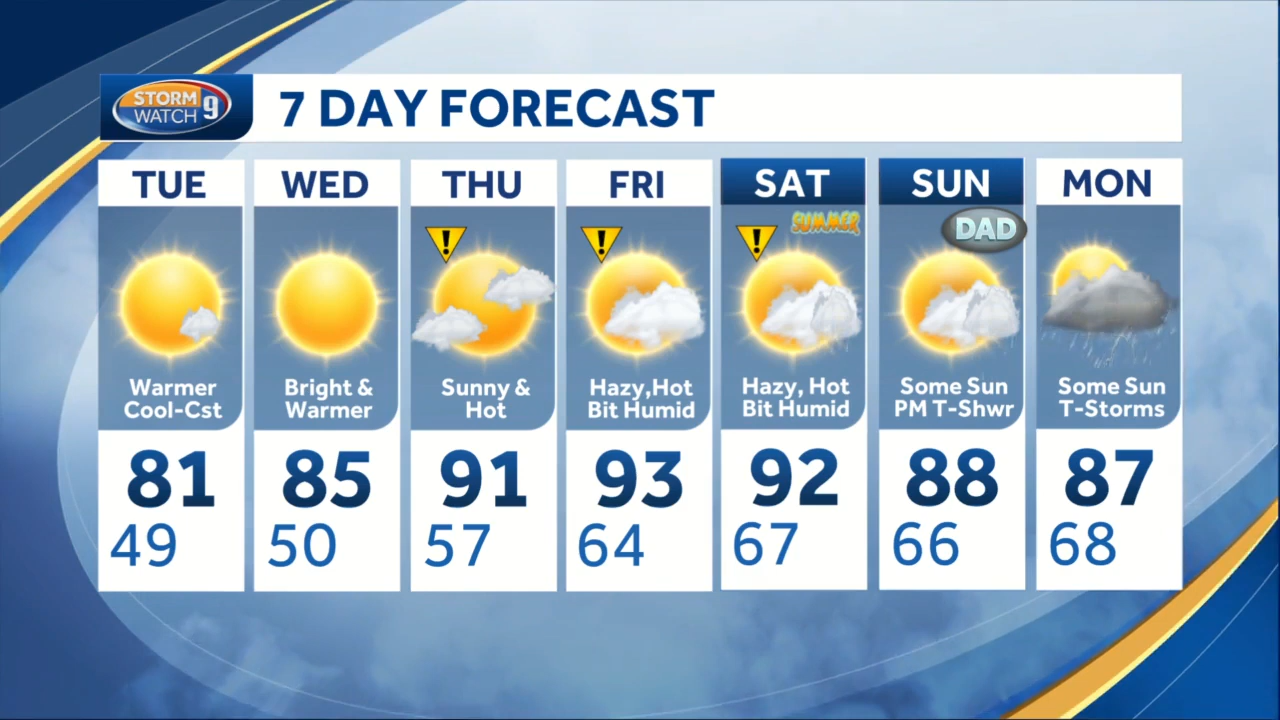 STORM
WATCH 9
7 DAY FORECAST
TUE WED THU FRI SAT SUN MON
! ! ! SUMMER DAD
Warmer
Cool-Cst
Bright &
Warmer
Sunny &
Hot
Hazy,Hot
Bit Humid
Hazy, Hot
Bit Humid
Some Sun
PM T-Shwr
Some Sun
T-Storms
81 85 91 93 92 88 87
49 50 57 64 67 66 68